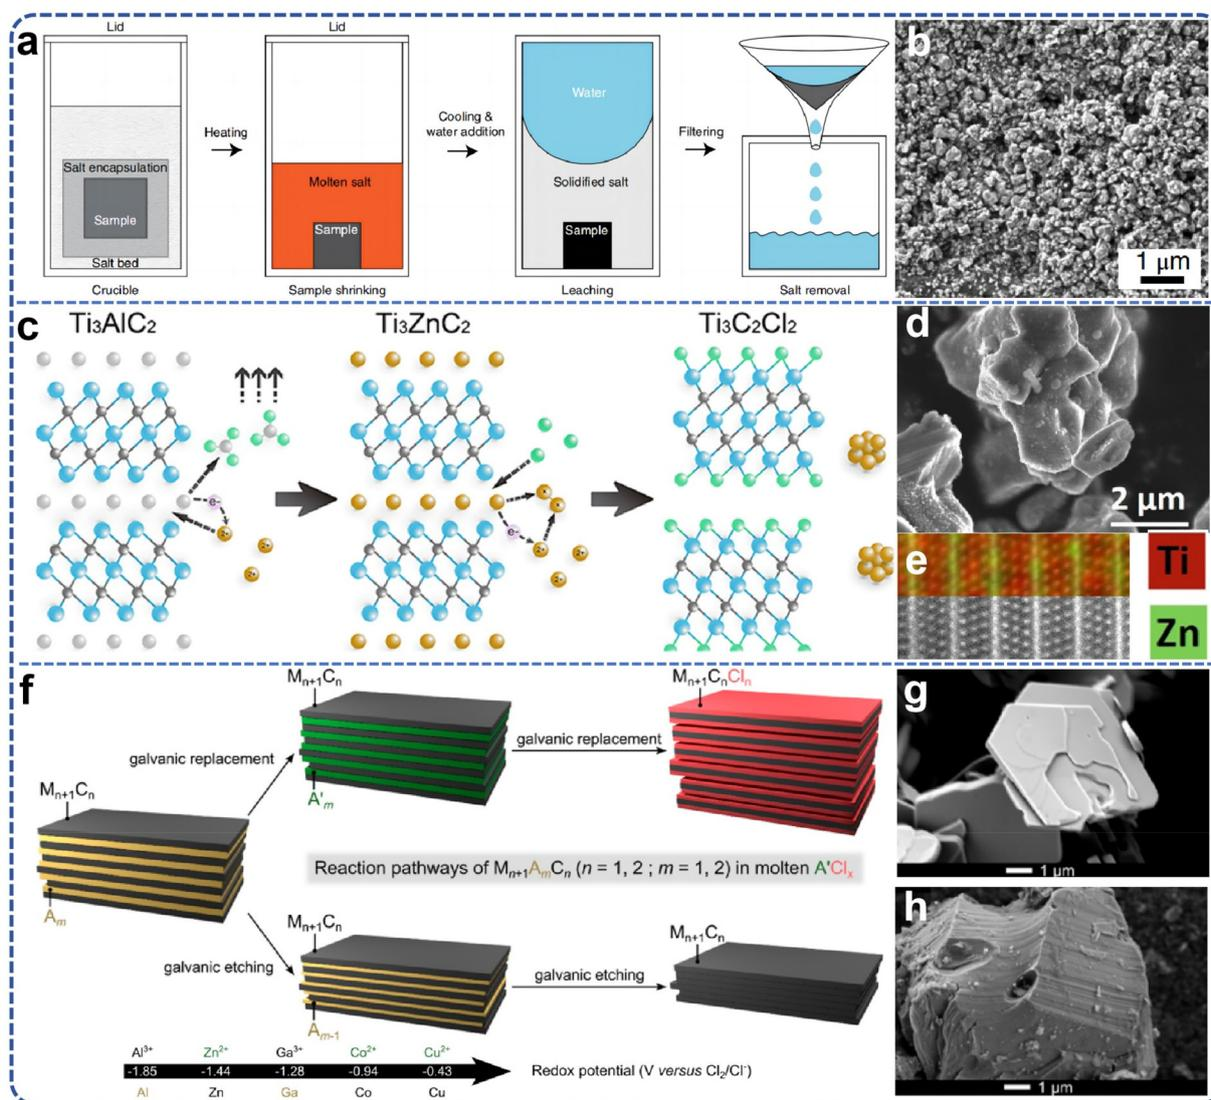 a
Lid
Salt encapsulation
Sample
Salt bed
Crucible
Heating
Lid
Molten salt
Sample
Sample shrinking
Cooling &
water addition
Water
Solidified salt
Sample
Leaching
Filtering
Salt removal
b
1 μm
c
Ti₃AlC₂
Ti₃ZnC₂
Ti₃C₂Cl₂
e-
e-
d
2 μm
e
Ti
Zn
f
Mn+1Cn
Am
galvanic replacement
Mn+1Cn
A'm
galvanic replacement
Mn+1CnCln
Reaction pathways of Mn+1AmCn (n = 1, 2 ; m = 1, 2) in molten A'Clx
galvanic etching
Mn+1Cn
Am-1
galvanic etching
Mn+1Cn
Al³⁺ Zn²⁺ Ga³⁺ Co²⁺ Cu²⁺
-1.85 -1.44 -1.28 -0.94 -0.43
Al Zn Ga Co Cu
Redox potential (V versus Cl₂/Cl⁻)
g
1 μm
h
1 μm